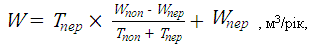 W = Tпер × (Wпоп - Wпер)/(Tпоп + Tпер) + Wпер , м³/рік,